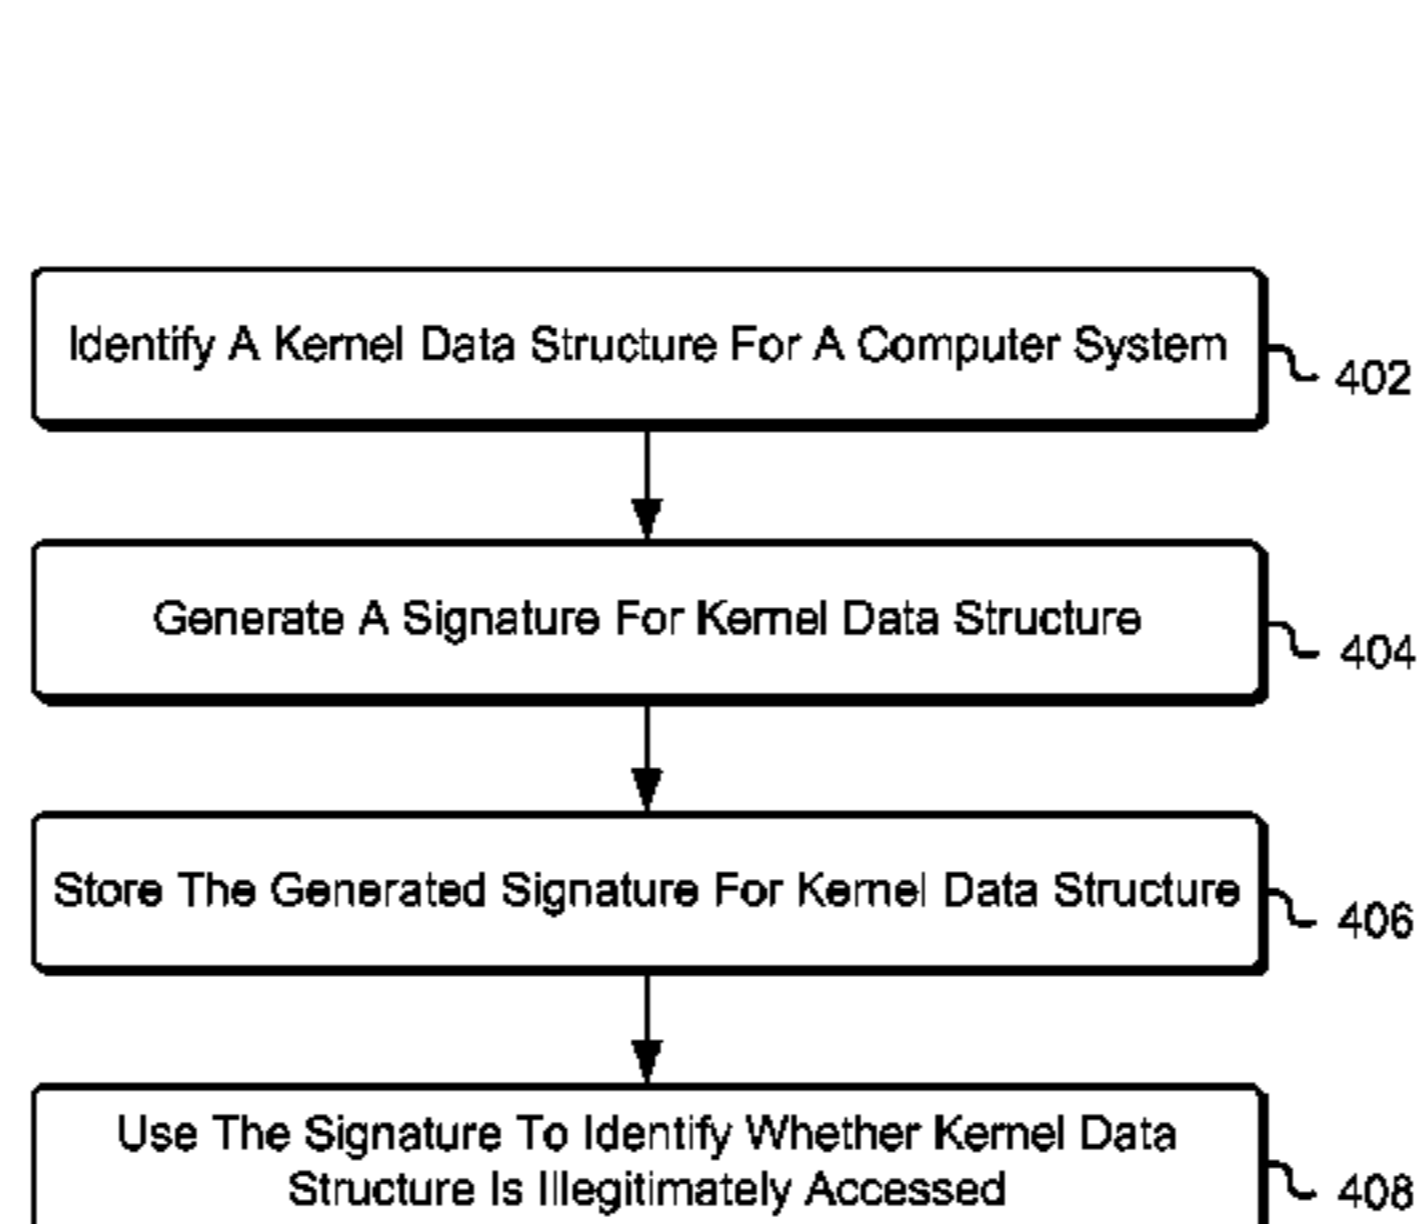 Identify A Kernel Data Structure For A Computer System
402
Generate A Signature For Kernel Data Structure
404
Store The Generated Signature For Kernel Data Structure
406
Use The Signature To Identify Whether Kernel Data
Structure Is Illegitimately Accessed
408